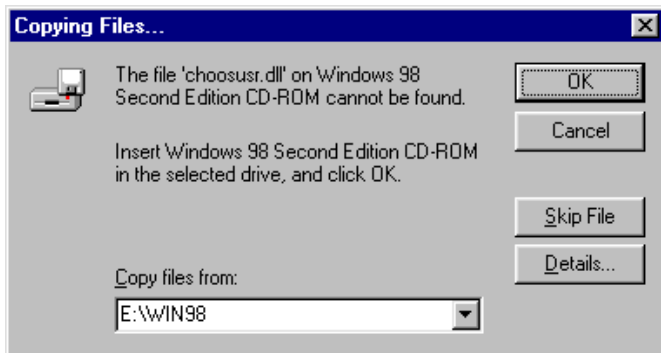 Copying Files...
The file 'choosusr.dll' on Windows 98
Second Edition CD-ROM cannot be found.
Insert Windows 98 Second Edition CD-ROM
in the selected drive, and click OK.
Copy files from:
E:\WIN98
OK
Cancel
Skip File
Details...